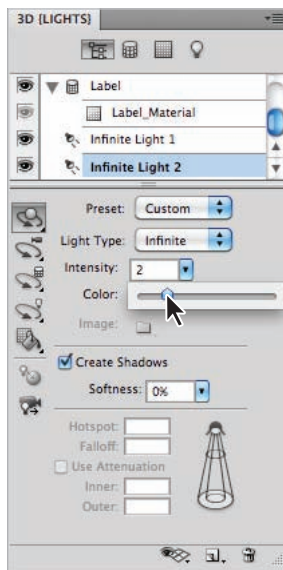 3D {LIGHTS}
Label
Label_Material
Infinite Light 1
Infinite Light 2
Preset: Custom
Light Type: Infinite
Intensity: 2
Color:
Image:
Create Shadows
Softness: 0%
Hotspot:
Falloff:
Use Attenuation
Inner:
Outer: